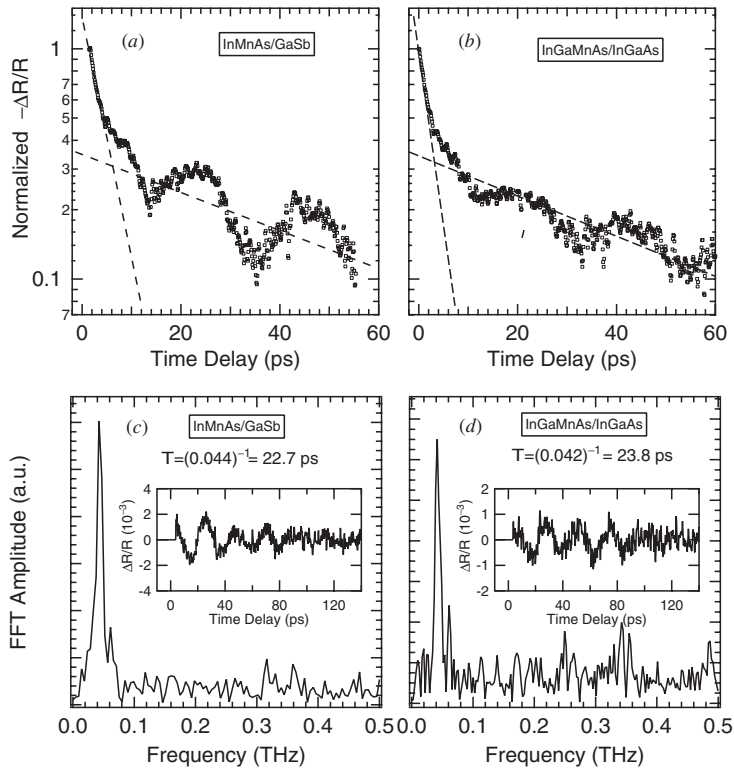 (a)
InMnAs/GaSb
(b)
InGaMnAs/InGaAs
Normalized −ΔR/R
1
7
6
5
4
3
2
0.1
7
0 20 40 60
Time Delay (ps)
0 20 40 60
Time Delay (ps)
(c)
InMnAs/GaSb
T=(0.044)⁻¹= 22.7 ps
(d)
InGaMnAs/InGaAs
T=(0.042)⁻¹ = 23.8 ps
FFT Amplitude (a.u.)
ΔR/R (10⁻³)
4
2
0
-2
-4
0 40 80 120
Time Delay (ps)
ΔR/R (10⁻³)
2
1
0
-1
-2
0 40 80 120
Time Delay (ps)
0.0 0.1 0.2 0.3 0.4 0.5
Frequency (THz)
0.0 0.1 0.2 0.3 0.4 0.5
Frequency (THz)